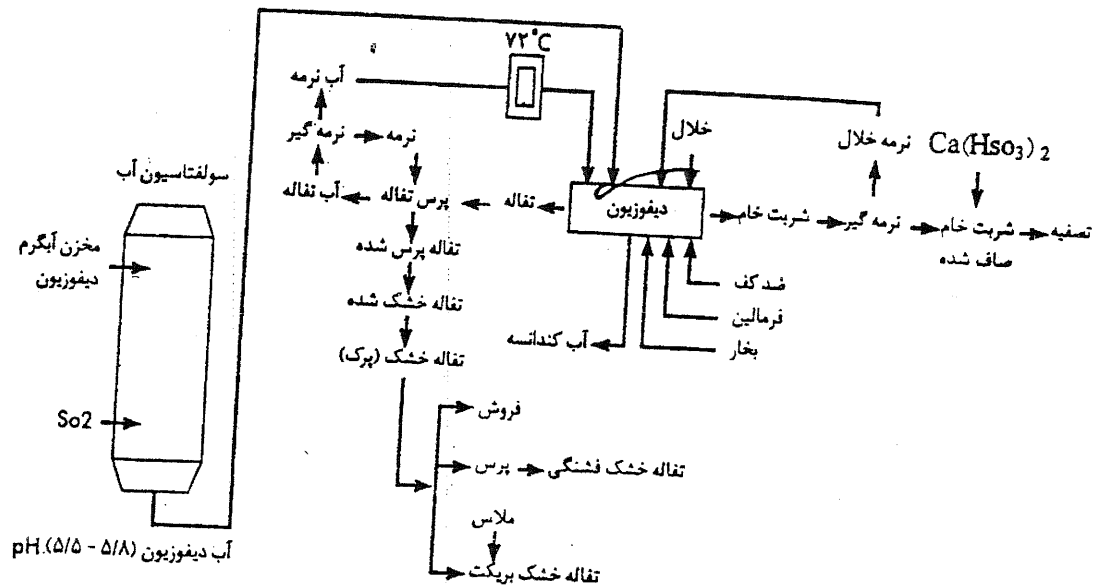 ۷۲°C
آب نرمه
خلال
نرمه گیر
نرمه
نرمه خلال
Ca(Hso3)2
سولفتاسیون آب
آب تفاله
پرس تفاله
تفاله
دیفوزیون
شربت خام
نرمه گیر
شربت خام
صاف شده
تصفیه
مخزن آبگرم
دیفوزیون
تفاله پرس شده
ضد کف
تفاله خشک شده
فرمالین
آب کندانسه
بخار
تفاله خشک (پرک)
So2
فروش
پرس
تفاله خشک فشنگی
ملاس
آب دیفوزیون pH.(۵/۵ - ۵/۸)
تفاله خشک بریکت